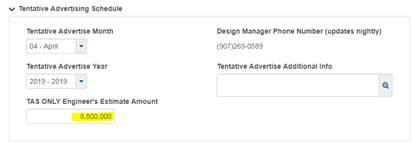 Tentative Advertising Schedule
Tentative Advertise Month
Design Manager Phone Number (updates nightly)
04 - April
(907)269-0589
Tentative Advertise Year
Tentative Advertise Additional Info
2019 - 2019
TAS ONLY Engineer's Estimate Amount
8,800,000